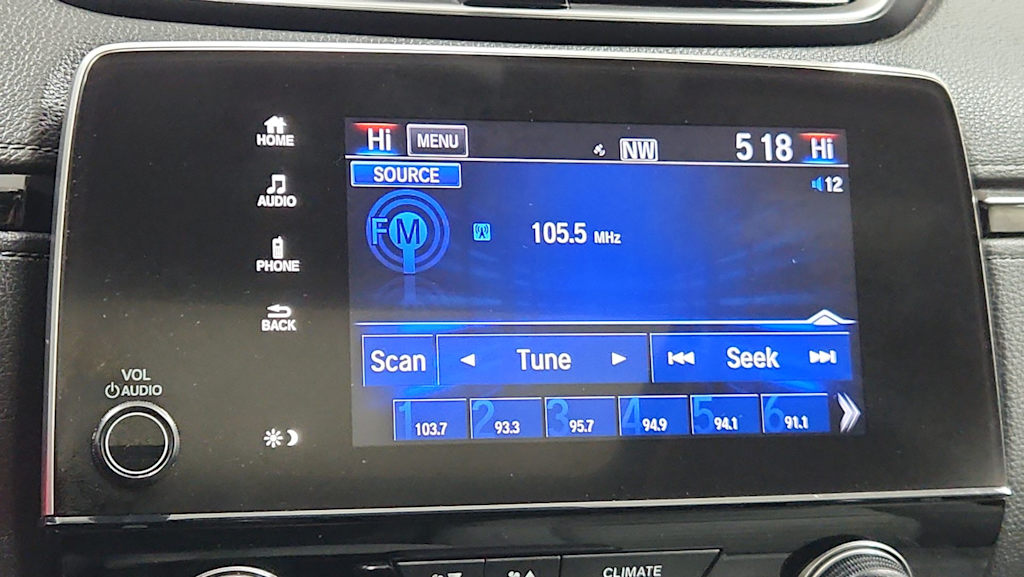 HOME
AUDIO
PHONE
BACK
VOL
AUDIO
Hi MENU NW 5 18 Hi
SOURCE
12
FM 105.5 MHz
Scan Tune Seek
1 103.7 2 93.3 3 95.7 4 94.9 5 94.1 6 91.1
CLIMATE